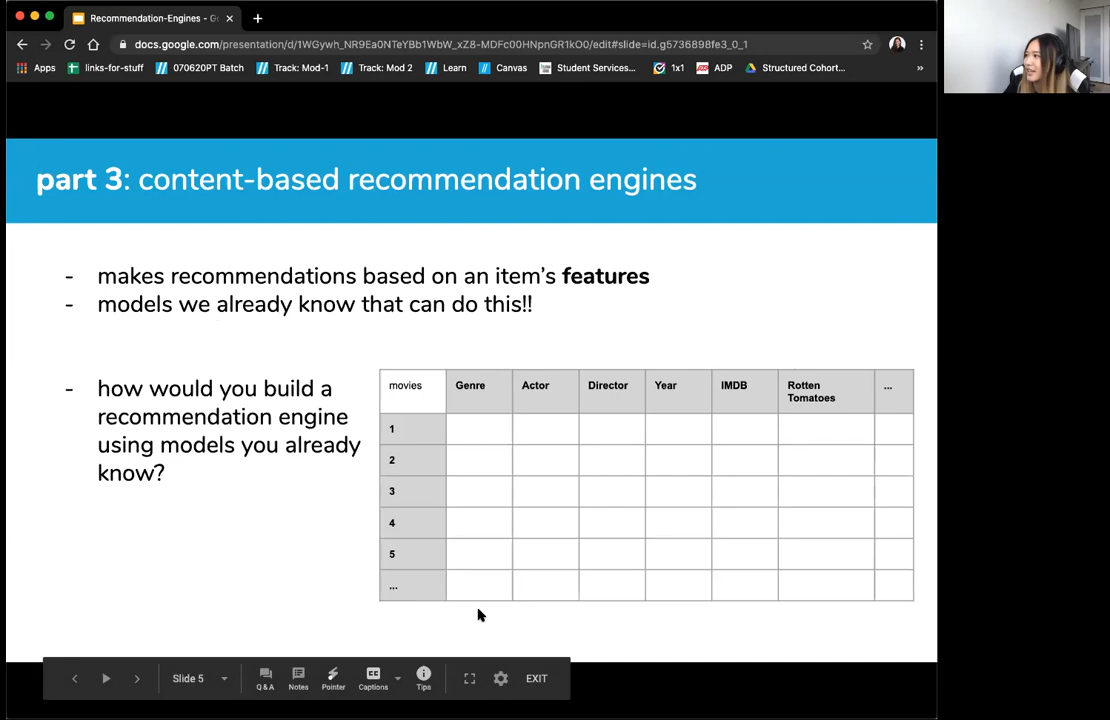 Recommendation-Engines - Go
docs.google.com/presentation/d/1WGywh_NR9Ea0NTeYBb1WbW_xZ8-MDFc00HNpnGR1kO0/edit#slide=id.g5736898fe3_0_1
Apps links-for-stuff 070620PT Batch Track: Mod-1 Track: Mod 2 Learn Canvas Student Services... 1x1 ADP Structured Cohort... »
part 3: content-based recommendation engines
- makes recommendations based on an item's features
- models we already know that can do this!!
- how would you build a
recommendation engine
using models you already
know?
movies Genre Actor Director Year IMDB Rotten Tomatoes ...
1
2
3
4
5
...
Slide 5 Q&A Notes Pointer Captions Tips EXIT